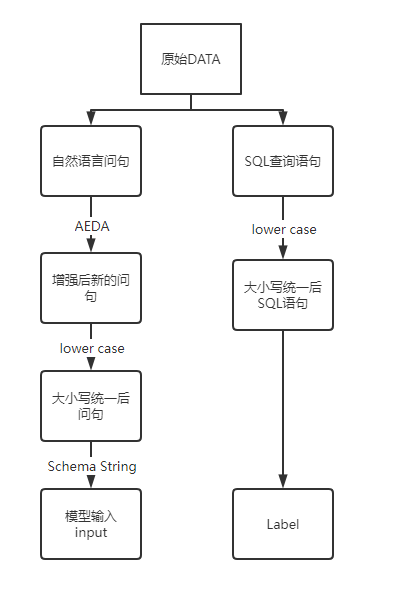 原始DATA
自然语言问句
SQL查询语句
AEDA
lower case
增强后新的问
句
大小写统一后
SQL语句
lower case
大小写统一后
问句
Schema String
模型输入
input
Label